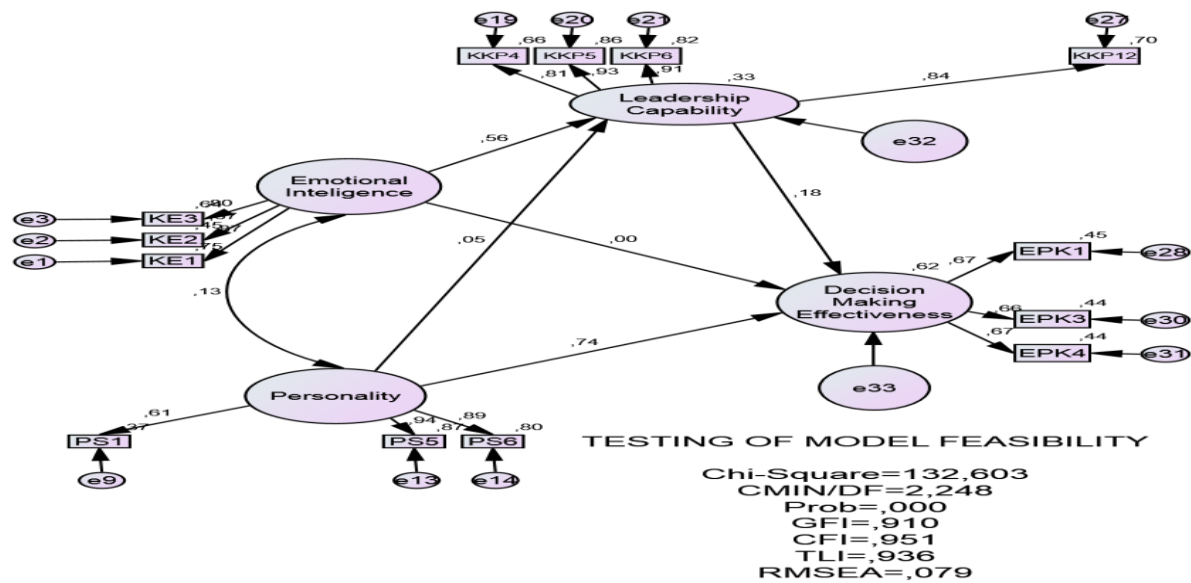 e19 e20 e21 e27
,66 ,86 ,82 ,70
KKP4 KKP5 KKP6 KKP12
,81 ,93 ,91 ,33 ,84
Leadership
Capability
e32
,56
Emotional
Inteligence
,18
e3 KE3
e2 KE2
,45
e1 KE1
,75
,05 ,00
,13
,62 ,67 EPK1 ,45 e28
Decision
Making
Effectiveness
,66 EPK3 ,44 e30
,67 EPK4 ,44 e31
,74
e33
Personality
,61 ,94 ,89
,37 ,87 ,80
PS1 PS5 PS6
e9 e13 e14
TESTING OF MODEL FEASIBILITY
Chi-Square=132,603
CMIN/DF=2,248
Prob=,000
GFI=,910
CFI=,951
TLI=,936
RMSEA=,079